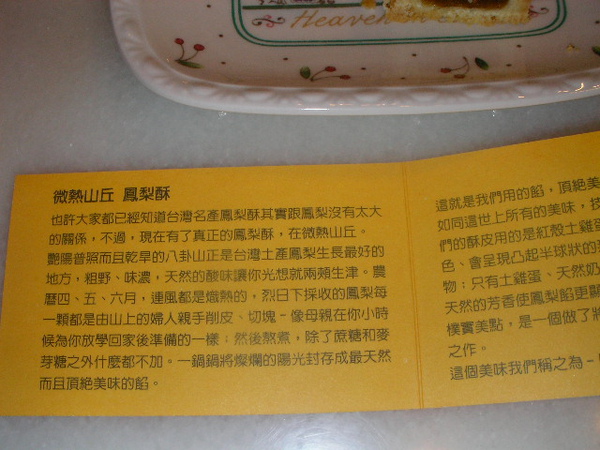 Heaven
微熱山丘 鳳梨酥
也許大家都已經知道台灣名產鳳梨酥其實跟鳳梨沒有太大
的關係，不過，現在有了真正的鳳梨酥，在微熱山丘。
艷陽普照而且乾旱的八卦山正是台灣土產鳳梨生長最好的
地方，粗野、味濃，天然的酸味讓你光想就兩頰生津。農
曆四、五、六月，連風都是熾熱的，烈日下採收的鳳梨每
一顆都是由山上的婦人親手削皮、切塊－像母親在你小時
候為你放學回家後準備的一樣；然後熬煮，除了蔗糖和麥
芽糖之外什麼都不加。一鍋鍋將燦爛的陽光封存成最天然
而且頂絕美味的餡。
這就是我們用的餡，頂絕美
如同這世上所有的美味，技
們的酥皮用的是紅殼土雞蛋
色、會呈現凸起半球狀的
物；只有土雞蛋、天然奶
天然的芳香使鳳梨餡更顯
樸實美點，是一個做了將
之作。
這個美味我們稱之為－